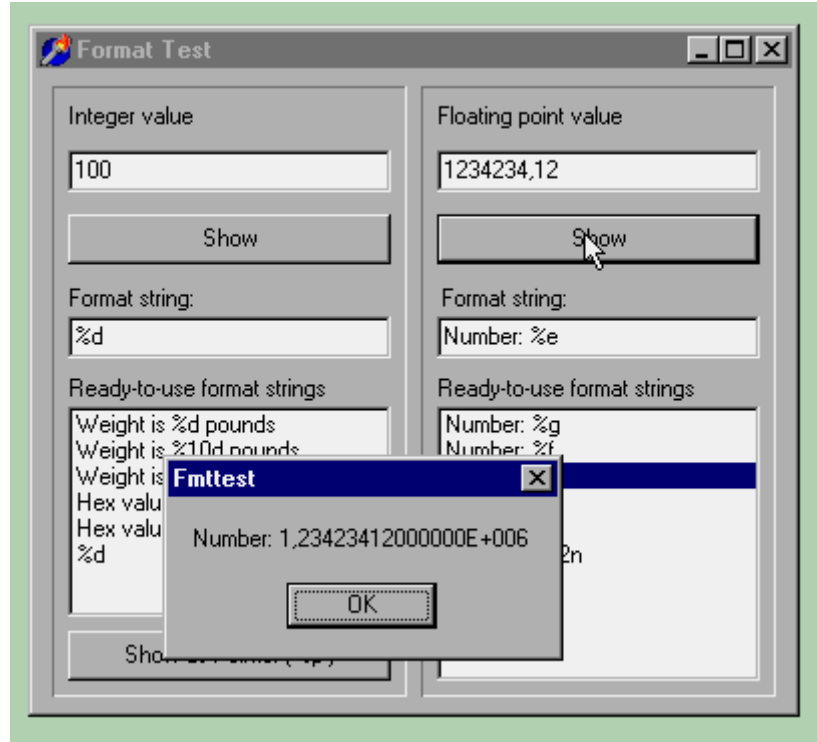 Format Test
Integer value
100
Show
Format string:
%d
Ready-to-use format strings
Weight is %d pounds
Weight is %10d pounds
Weight is
Hex valu
Hex valu
%d
Floating point value
1234234,12
Show
Format string:
Number: %e
Ready-to-use format strings
Number: %g
Number: %f
2n
Fmttest
Number: 1,23423412000000E+006
OK